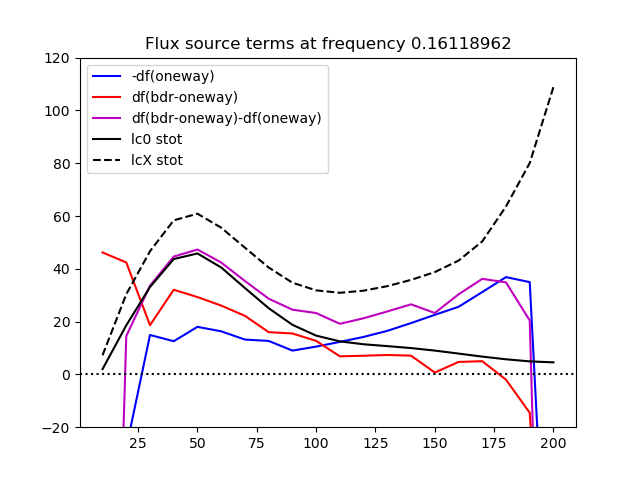 Flux source terms at frequency 0.16118962
120
100
80
60
40
20
0
−20
-df(oneway)
df(bdr-oneway)
df(bdr-oneway)-df(oneway)
lc0 stot
lcX stot
25 50 75 100 125 150 175 200